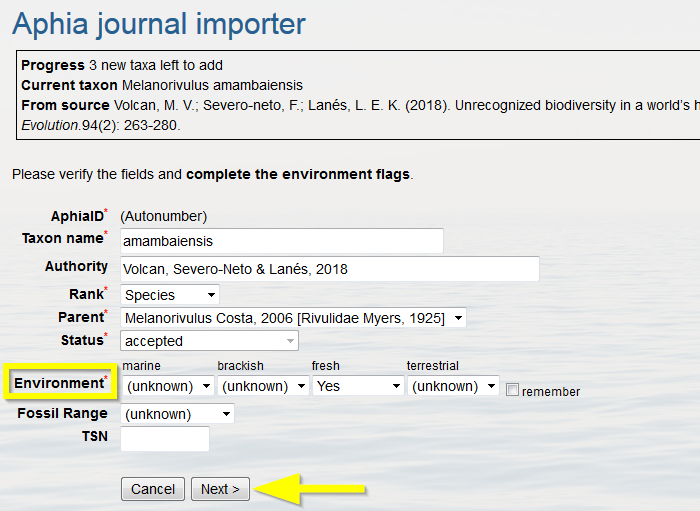 Aphia journal importer
Progress 3 new taxa left to add
Current taxon Melanorivulus amambaiensis
From source Volcan, M. V.; Severo-neto, F.; Lanés, L. E. K. (2018). Unrecognized biodiversity in a world's h
Evolution.94(2): 263-280.
Please verify the fields and complete the environment flags.
AphiaID* (Autonumber)
Taxon name* amambaiensis
Authority Volcan, Severo-Neto & Lanés, 2018
Rank* Species
Parent* Melanorivulus Costa, 2006 [Rivulidae Myers, 1925]
Status* accepted
marine brackish fresh terrestrial
Environment* (unknown) (unknown) Yes (unknown) remember
Fossil Range (unknown)
TSN
Cancel Next >